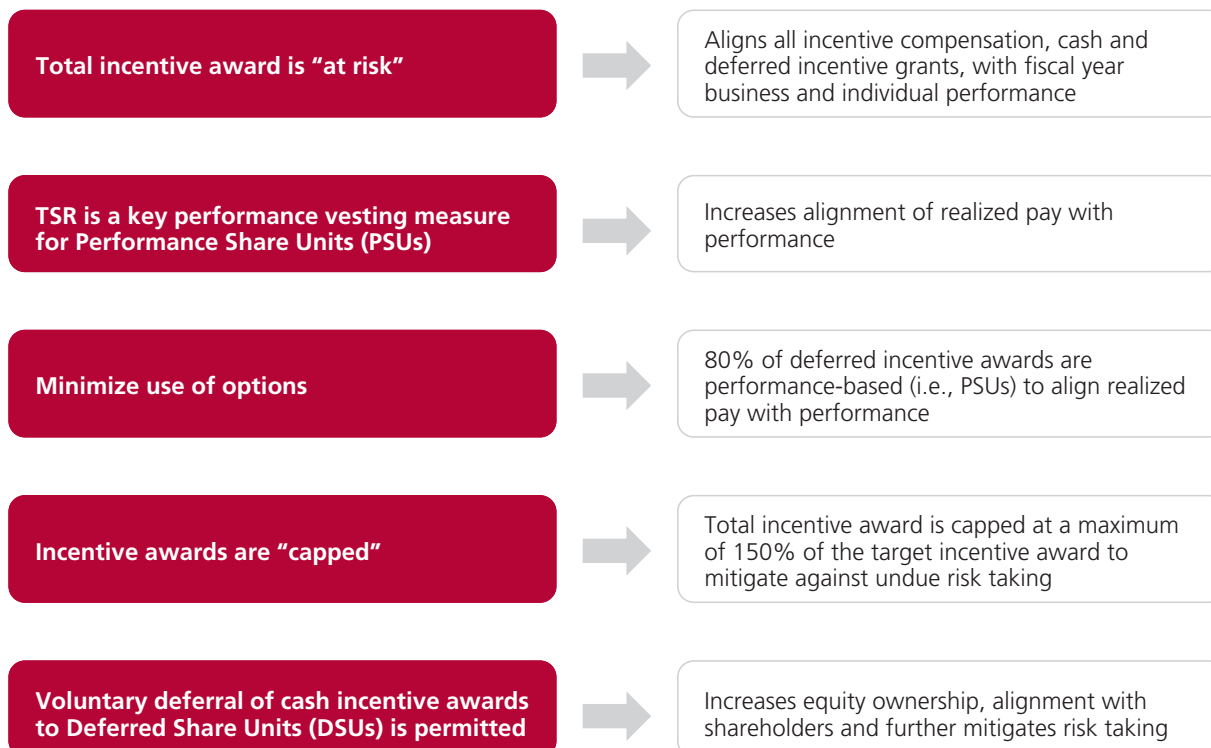 Total incentive award is “at risk”
Aligns all incentive compensation, cash and
deferred incentive grants, with fiscal year
business and individual performance
TSR is a key performance vesting measure
for Performance Share Units (PSUs)
Increases alignment of realized pay with
performance
Minimize use of options
80% of deferred incentive awards are
performance-based (i.e., PSUs) to align realized
pay with performance
Incentive awards are “capped”
Total incentive award is capped at a maximum
of 150% of the target incentive award to
mitigate against undue risk taking
Voluntary deferral of cash incentive awards
to Deferred Share Units (DSUs) is permitted
Increases equity ownership, alignment with
shareholders and further mitigates risk taking